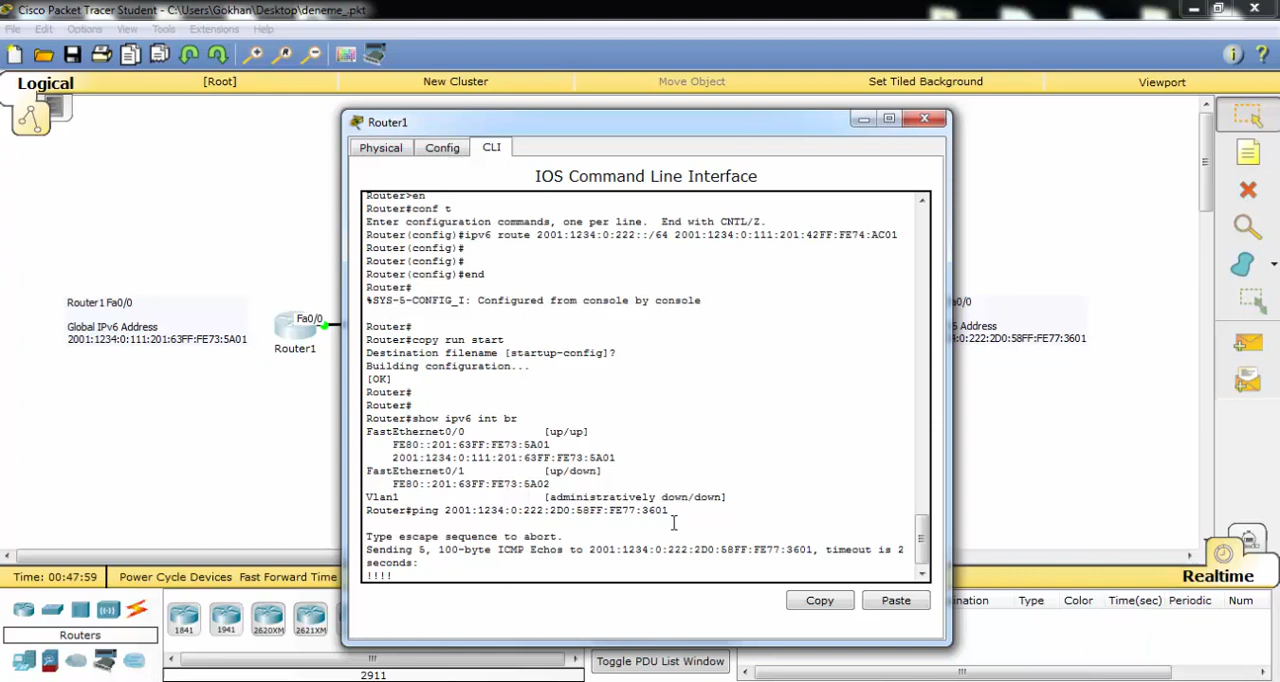 Cisco Packet Tracer Student - C:\Users\Gokhan\Desktop\deneme_.pkt
File Edit Options View Tools Extensions Help
Logical [Root] New Cluster Move Object Set Tiled Background Viewport
Router1
Physical Config CLI
IOS Command Line Interface
Router>en
Router#conf t
Enter configuration commands, one per line.  End with CNTL/Z.
Router(config)#ipv6 route 2001:1234:0:222::/64 2001:1234:0:111:201:42FF:FE74:AC01
Router(config)#
Router(config)#
Router(config)#end
Router#
%SYS-5-CONFIG_I: Configured from console by console
Router#
Router#copy run start
Destination filename [startup-config]?
Building configuration...
[OK]
Router#
Router#
Router#show ipv6 int br
FastEthernet0/0 [up/up]
FE80::201:63FF:FE73:5A01
2001:1234:0:111:201:63FF:FE73:5A01
FastEthernet0/1 [up/down]
FE80::201:63FF:FE73:5A02
Vlan1 [administratively down/down]
Router#ping 2001:1234:0:222:2D0:58FF:FE77:3601
Type escape sequence to abort.
Sending 5, 100-byte ICMP Echos to 2001:1234:0:222:2D0:58FF:FE77:3601, timeout is 2
seconds:
!!!!
Copy Paste
Router1 Fa0/0
Global IPv6 Address
2001:1234:0:111:201:63FF:FE73:5A01
Fa0/0
Router1
a0/0
6 Address
:0:222:2D0:58FF:FE77:3601
Time: 00:47:59 Power Cycle Devices Fast Forward Time
Realtime
Routers
1841 1941 2620XM 2621XM
2911
Toggle PDU List Window
ination Type Color Time(sec) Periodic Num